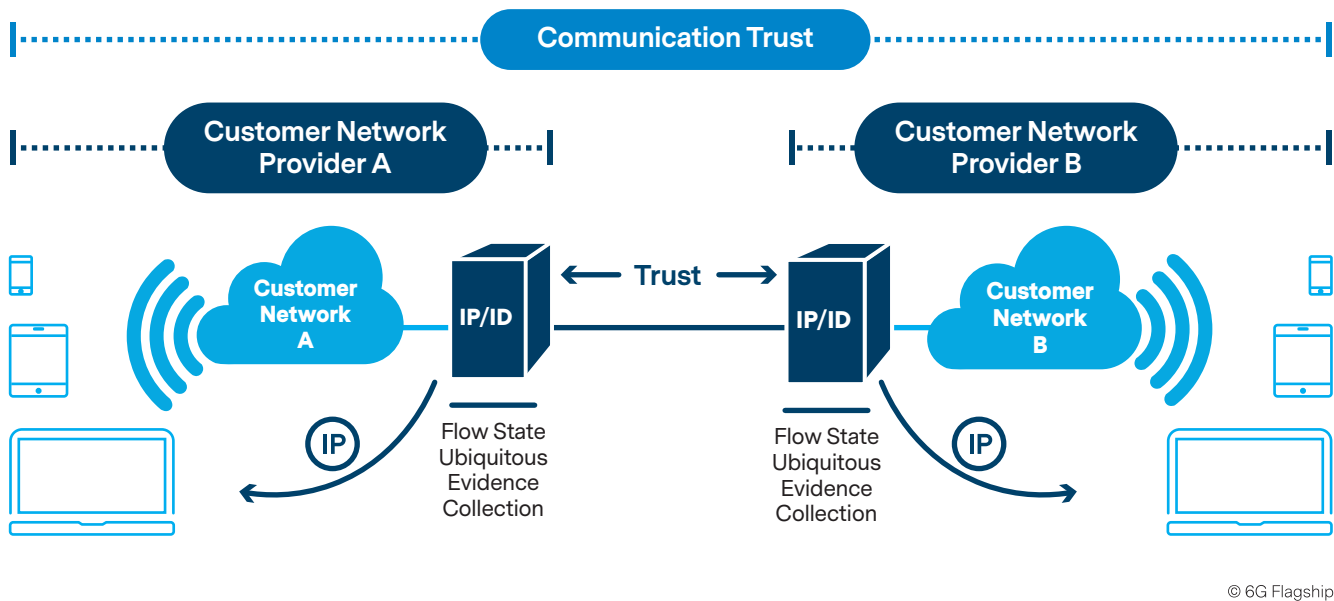 Communication Trust
Customer Network
Provider A
Customer Network
Provider B
Customer
Network
A
IP/ID
Trust
IP/ID
Customer
Network
B
IP
Flow State
Ubiquitous
Evidence
Collection
Flow State
Ubiquitous
Evidence
Collection
IP
© 6G Flagship